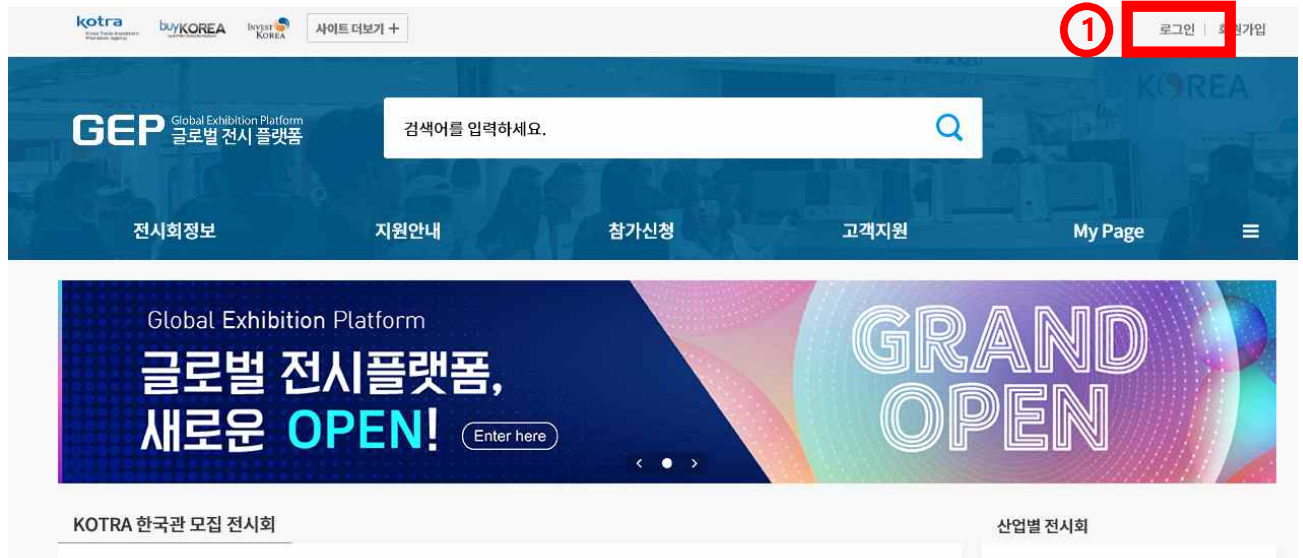 kotra
buyKOREA
INVEST KOREA
사이트 더보기 +
1
로그인
회원가입
KOREA
GEP Global Exhibition Platform
글로벌 전시 플랫폼
검색어를 입력하세요.
전시회정보 지원안내 참가신청 고객지원 My Page
Global Exhibition Platform
글로벌 전시플랫폼,
새로운 OPEN! Enter here
GRAND
OPEN
KOTRA 한국관 모집 전시회
산업별 전시회